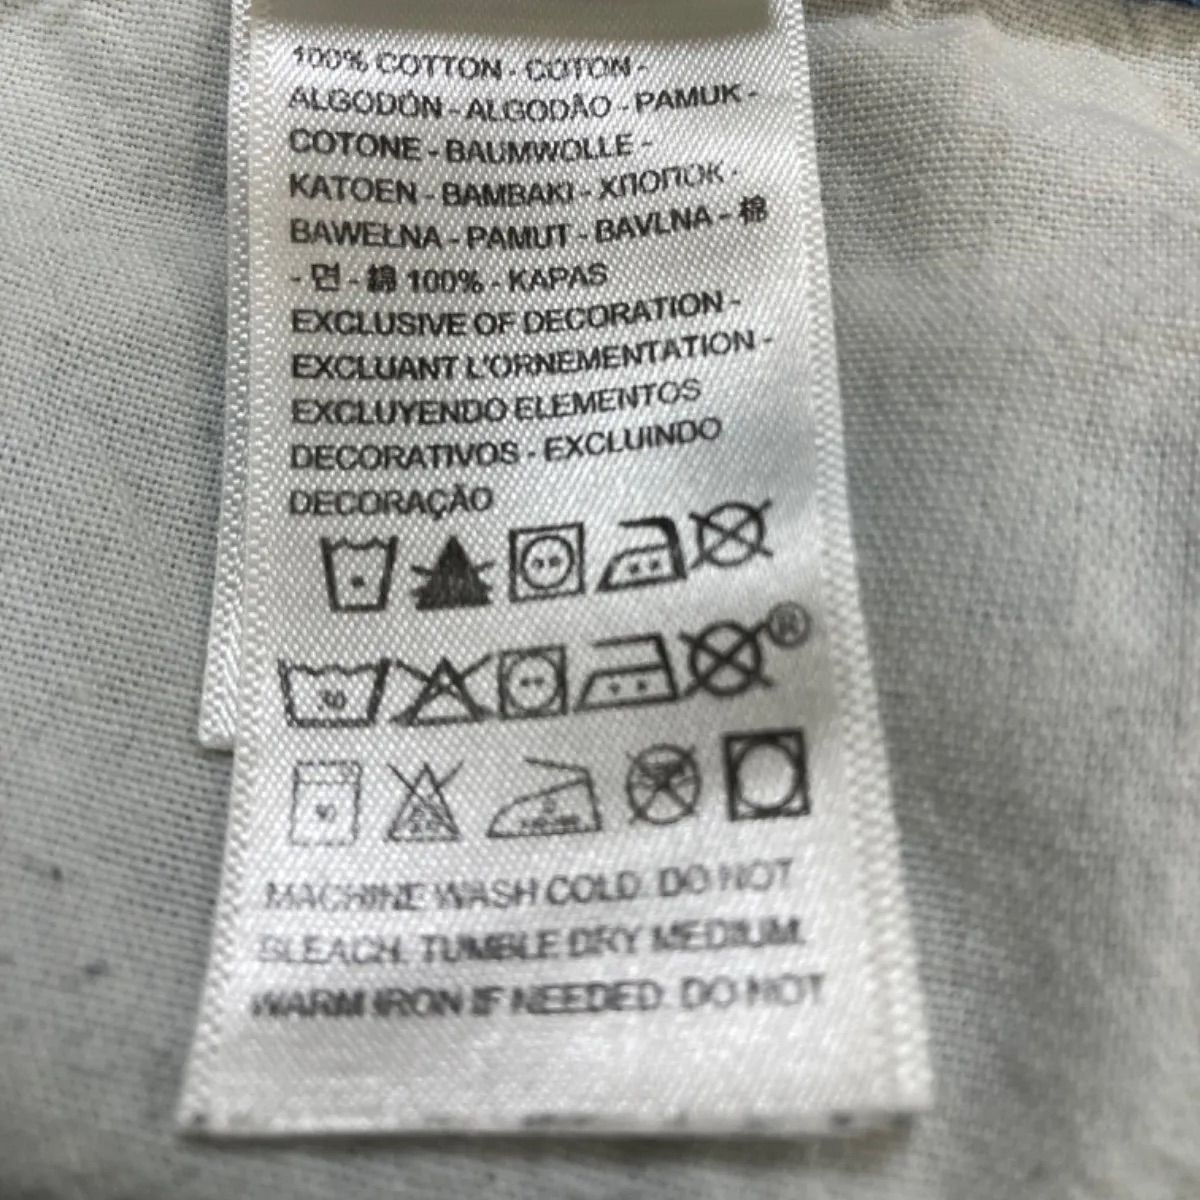 100% COTTON - COTON -
ALGODÓN - ALGODÃO - PAMUK -
COTONE - BAUMWOLLE -
KATOEN - BAMBAKI - ХПОПОК -
BAWEŁNA - PAMUT - BAVLNA - 棉
- 면 - 綿 100% - KAPAS
EXCLUSIVE OF DECORATION -
EXCLUANT L'ORNEMENTATION -
EXCLUYENDO ELEMENTOS
DECORATIVOS - EXCLUINDO
DECORAÇÃO
®
MACHINE WASH COLD. DO NOT
BLEACH. TUMBLE DRY MEDIUM.
WARM IRON IF NEEDED. DO NOT